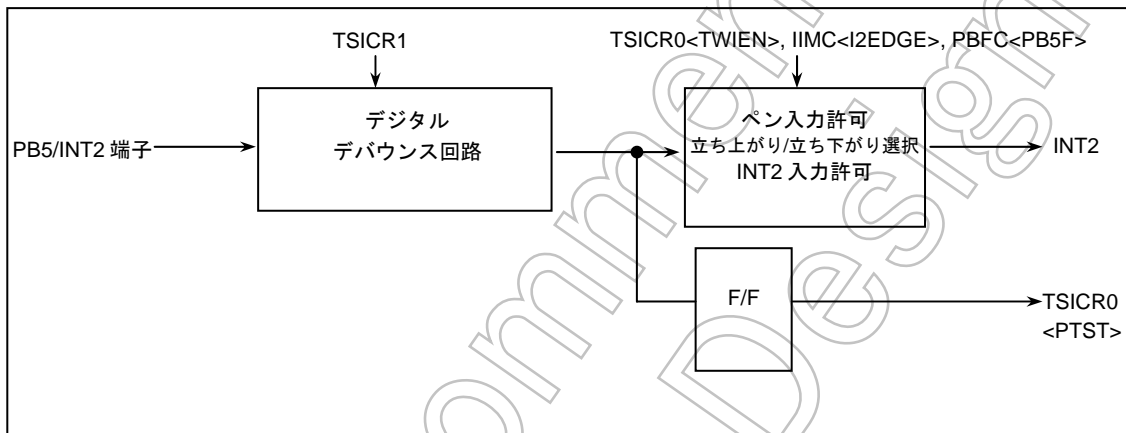 TSICR1
TSICR0<TWIEN>, IIMC<I2EDGE>, PBFC<PB5F>
PB5/INT2 端子
デジタル
デバウンス回路
ペン入力許可
立ち上がり/立ち下がり選択
INT2 入力許可
INT2
F/F
TSICR0
<PTST>